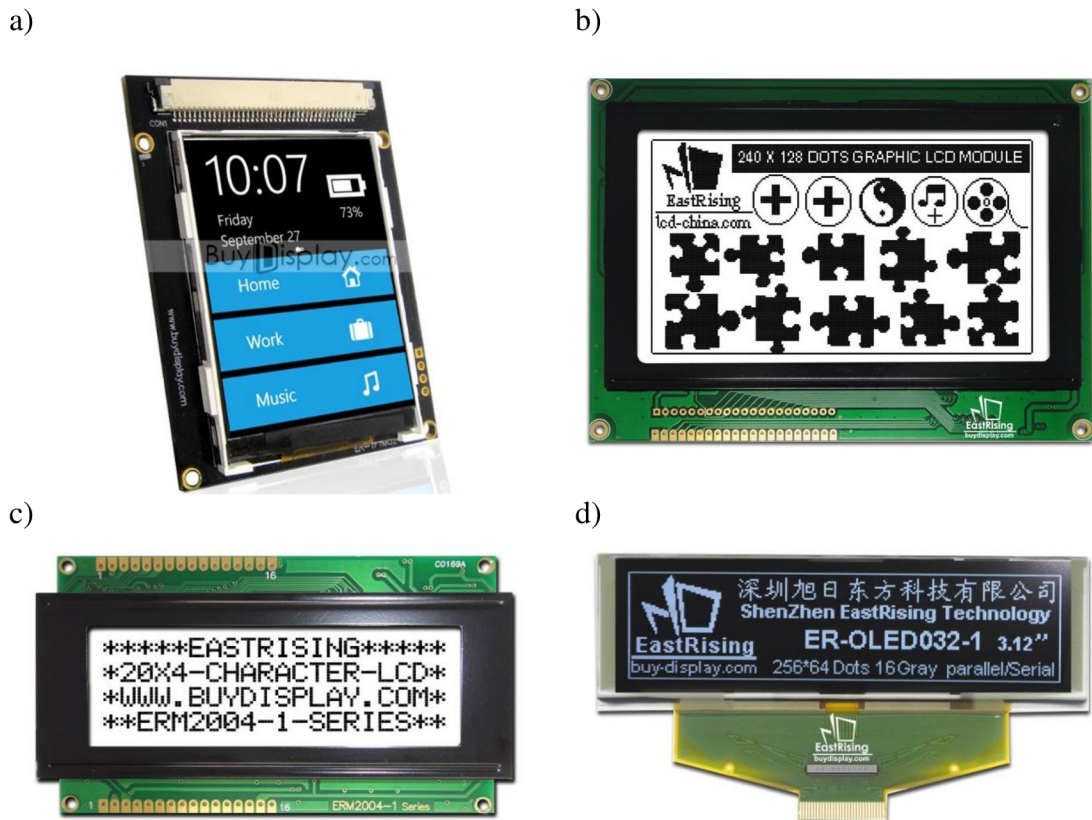 a)
CON1
10:07
73%
Friday
September 27
BuyDisplay.com
Home
Work
Music
www.buydisplay.com
b)
240 X 128 DOTS GRAPHIC LCD MODULE
EastRising
lcd-china.com
EastRising
buydisplay.com
c)
1
16
C0169A
*****EASTRISING*****
*20X4-CHARACTER-LCD*
*WWW.BUYDISPLAY.COM*
**ERM2004-1-SERIES**
1
16
ERM2004-1 Series
d)
深圳旭日东方科技有限公司
ShenZhen EastRising Technology
ER-OLED032-1 3.12”
EastRising
buy-display.com 256*64 Dots 16Gray parallel/Serial
EastRising
buydisplay.com